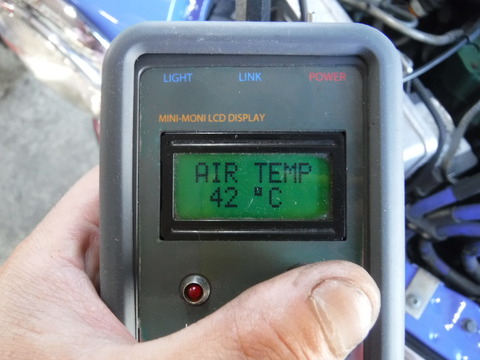 LIGHT LINK POWER
MINI-MONI LCD DISPLAY
AIR TEMP
42 °C